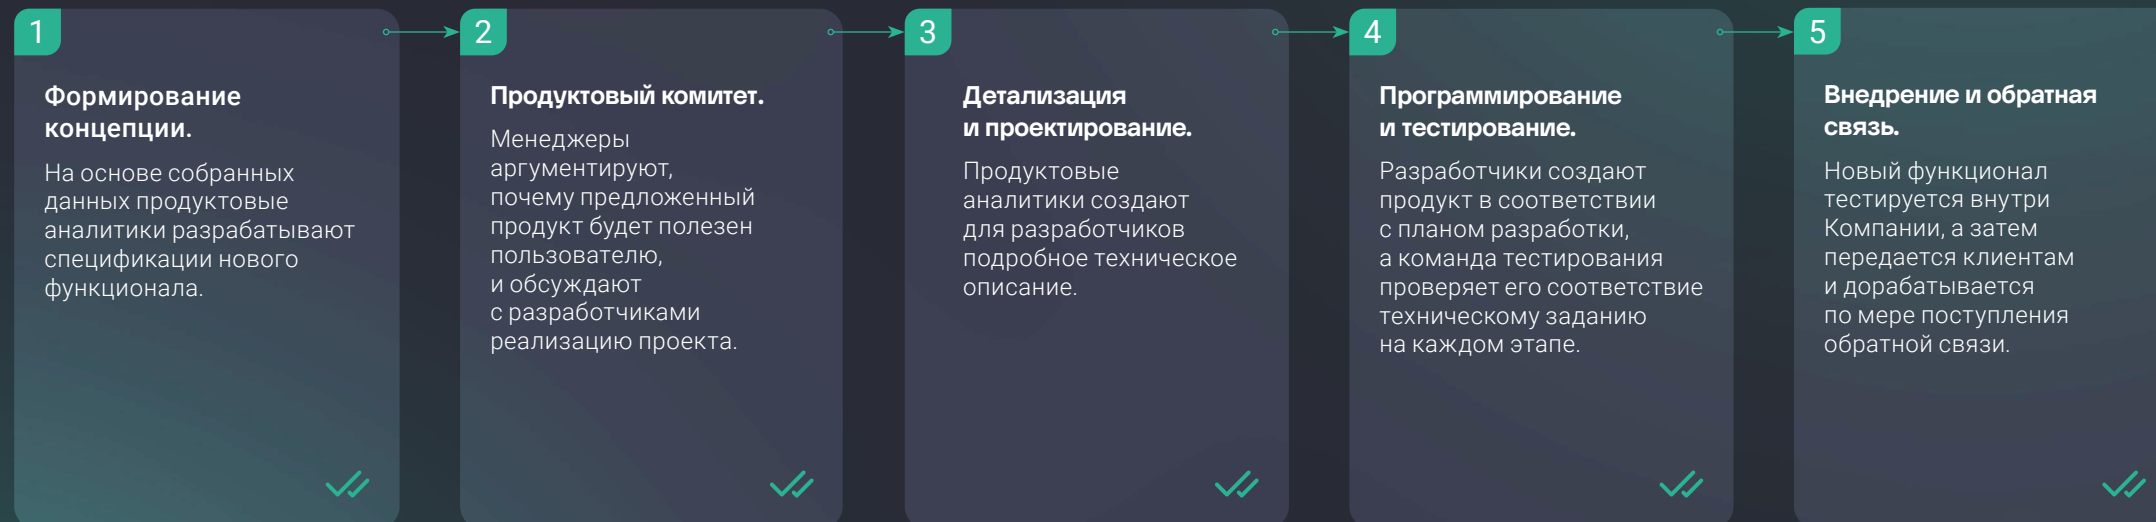 1
Формирование
концепции.
На основе собранных
данных продуктовые
аналитики разрабатывают
спецификации нового
функционала.
2
Продуктовый комитет.
Менеджеры
аргументируют,
почему предложенный
продукт будет полезен
пользователю,
и обсуждают
с разработчиками
реализацию проекта.
3
Детализация
и проектирование.
Продуктовые
аналитики создают
для разработчиков
подробное техническое
описание.
4
Программирование
и тестирование.
Разработчики создают
продукт в соответствии
с планом разработки,
а команда тестирования
проверяет его соответствие
техническому заданию
на каждом этапе.
5
Внедрение и обратная
связь.
Новый функционал
тестируется внутри
Компании, а затем
передается клиентам
и дорабатывается
по мере поступления
обратной связи.